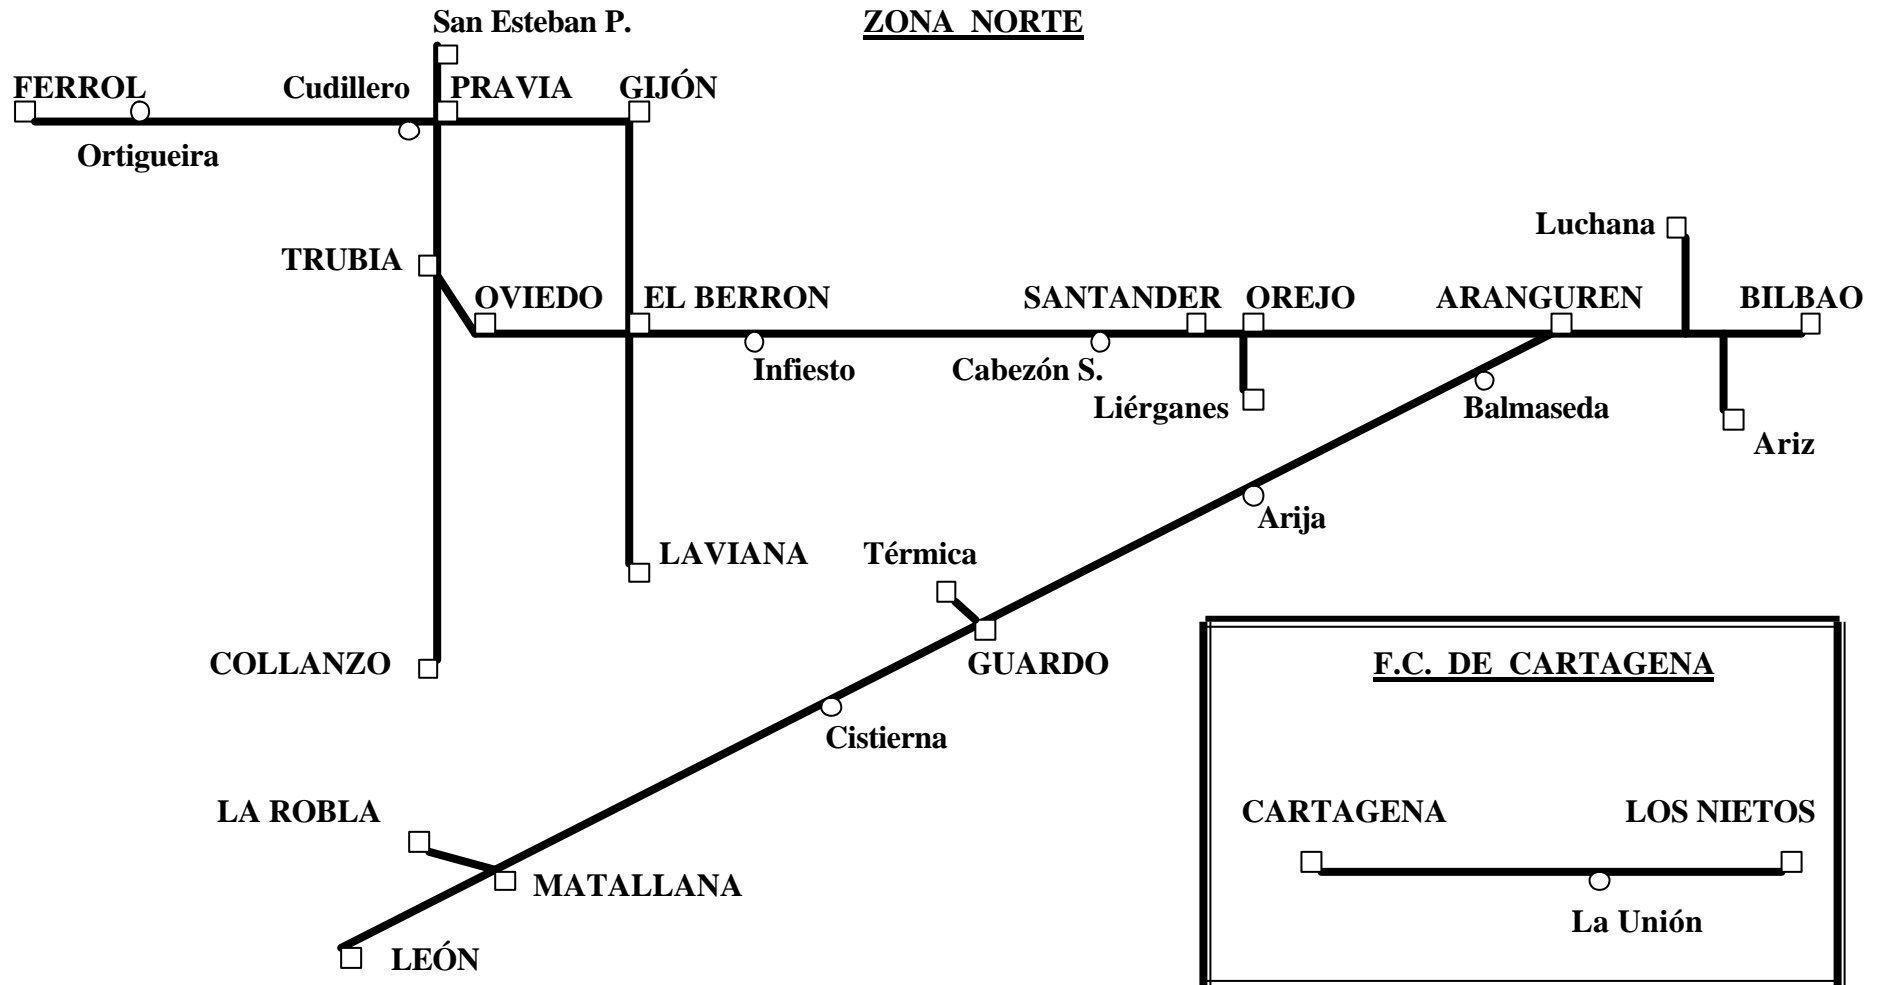 San Esteban P.
ZONA NORTE
FERROL
Cudillero
PRAVIA
GIJÓN
Ortigueira
Luchana
TRUBIA
OVIEDO
EL BERRON
SANTANDER
OREJO
ARANGUREN
BILBAO
Infiesto
Cabezón S.
Liérganes
Balmaseda
Ariz
Arija
LAVIANA
Térmica
COLLANZO
GUARDO
F.C. DE CARTAGENA
Cistierna
LA ROBLA
CARTAGENA
LOS NIETOS
MATALLANA
La Unión
LEÓN